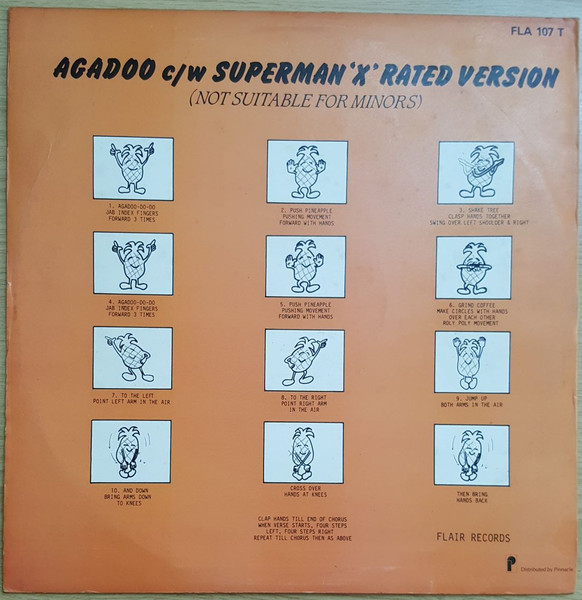 FLA 107 T
AGADOO c/w SUPERMAN 'X' RATED VERSION
(NOT SUITABLE FOR MINORS)
1. AGADOO-DO-DO
JAB INDEX FINGERS
FORWARD 3 TIMES
2. PUSH PINEAPPLE
PUSHING MOVEMENT
FORWARD WITH HANDS
3. SHAKE TREE
CLASP HANDS TOGETHER
SWING OVER LEFT SHOULDER & RIGHT
4. AGADOO-DO-DO
JAB INDEX FINGERS
FORWARD 3 TIMES
5. PUSH PINEAPPLE
PUSHING MOVEMENT
FORWARD WITH HANDS
6. GRIND COFFEE
MAKE CIRCLES WITH HANDS
OVER EACH OTHER
ROLY POLY MOVEMENT
7. TO THE LEFT
POINT LEFT ARM IN THE AIR
8. TO THE RIGHT
POINT RIGHT ARM
IN THE AIR
9. JUMP UP
BOTH ARMS IN THE AIR
10. AND DOWN
BRING ARMS DOWN
TO KNEES
CROSS OVER
HANDS AT KNEES
THEN BRING
HANDS BACK
CLAP HANDS TILL END OF CHORUS
WHEN VERSE STARTS, FOUR STEPS
LEFT, FOUR STEPS RIGHT
REPEAT TILL CHORUS THEN AS ABOVE
FLAIR RECORDS
P
Distributed by